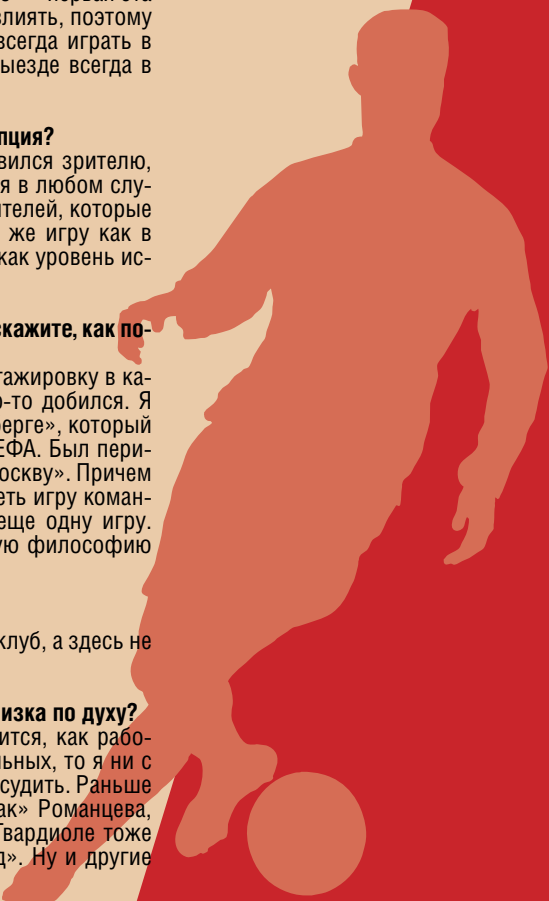 влиять, поэтому
всегда играть в
ыезде всегда в
пция?
вился зрителю,
я в любом слу-
ителей, которые
же игру как в
как уровень ис-
скажите, как по-
тажировку в ка-
о-то добился. Я
ерге», который
ЕФА. Был пери-
оскву». Причем
еть игру коман-
еще одну игру.
ую философию
клуб, а здесь не
изка по духу?
ится, как рабо-
ьных, то я ни с
судить. Раньше
ак» Романцева,
Гвардиоле тоже
д». Ну и другие